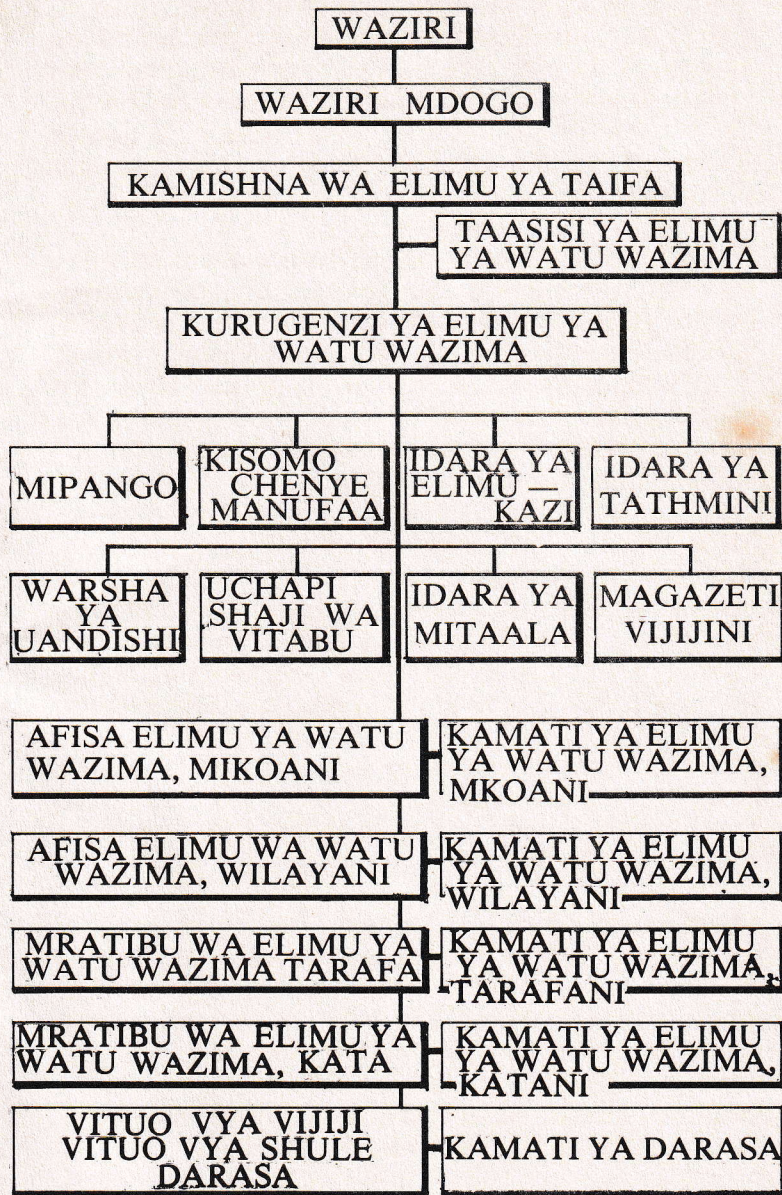 WAZIRI
WAZIRI MDOGO
KAMISHNA WA ELIMU YA TAIFA
TAASISI YA ELIMU
YA WATU WAZIMA
KURUGENZI YA ELIMU YA
WATU WAZIMA
MIPANGO
KISOMO
CHENYE
MANUFAA
IDARA YA
ELIMU —
KAZI
IDARA YA
TATHMINI
WARSHA
YA
UANDISHI
UCHAPI
SHAJI WA
VITABU
IDARA YA
MITAALA
MAGAZETI
VIJIJINI
AFISA ELIMU YA WATU
WAZIMA, MIKOANI
KAMATI YA ELIMU
YA WATU WAZIMA,
MKOANI
AFISA ELIMU WA WATU
WAZIMA, WILAYANI
KAMATI YA ELIMU
YA WATU WAZIMA,
WILAYANI
MRATIBU WA ELIMU YA
WATU WAZIMA TARAFA
KAMATI YA ELIMU
YA WATU WAZIMA,
TARAFANI
MRATIBU WA ELIMU YA
WATU WAZIMA, KATA
KAMATI YA ELIMU
YA WATU WAZIMA,
KATANI
VITUO VYA VIJIJI
VITUO VYA SHULE
DARASA
KAMATI YA DARASA